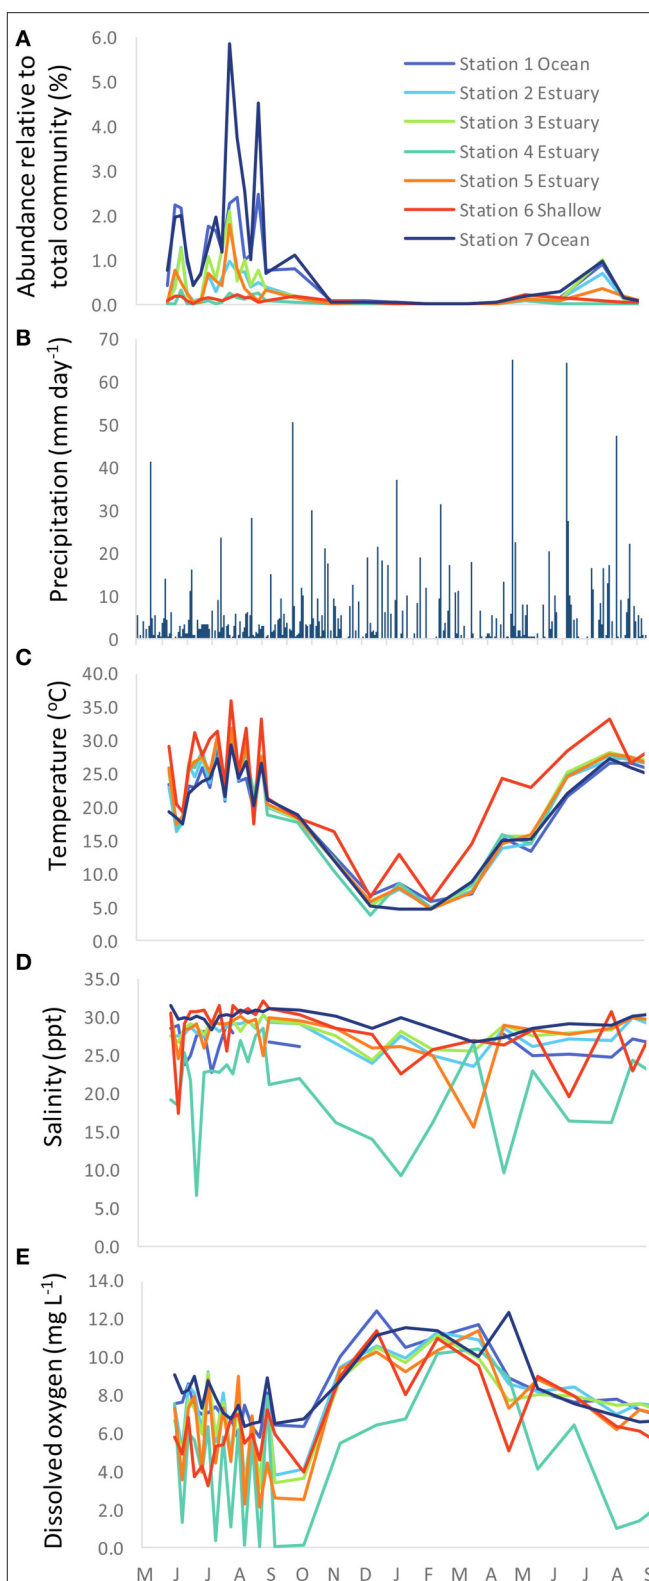 A
Abundance relative to
total community (%)
6.0
5.0
4.0
3.0
2.0
1.0
0.0
Station 1 Ocean
Station 2 Estuary
Station 3 Estuary
Station 4 Estuary
Station 5 Estuary
Station 6 Shallow
Station 7 Ocean
B
Precipitation (mm day-1)
70
60
50
40
30
20
10
0
C
Temperature (oC)
40.0
35.0
30.0
25.0
20.0
15.0
10.0
5.0
0.0
D
Salinity (ppt)
35.0
30.0
25.0
20.0
15.0
10.0
5.0
0.0
E
Dissolved oxygen (mg L-1)
14.0
12.0
10.0
8.0
6.0
4.0
2.0
0.0
M J J A S O N D J F M A M J J A S